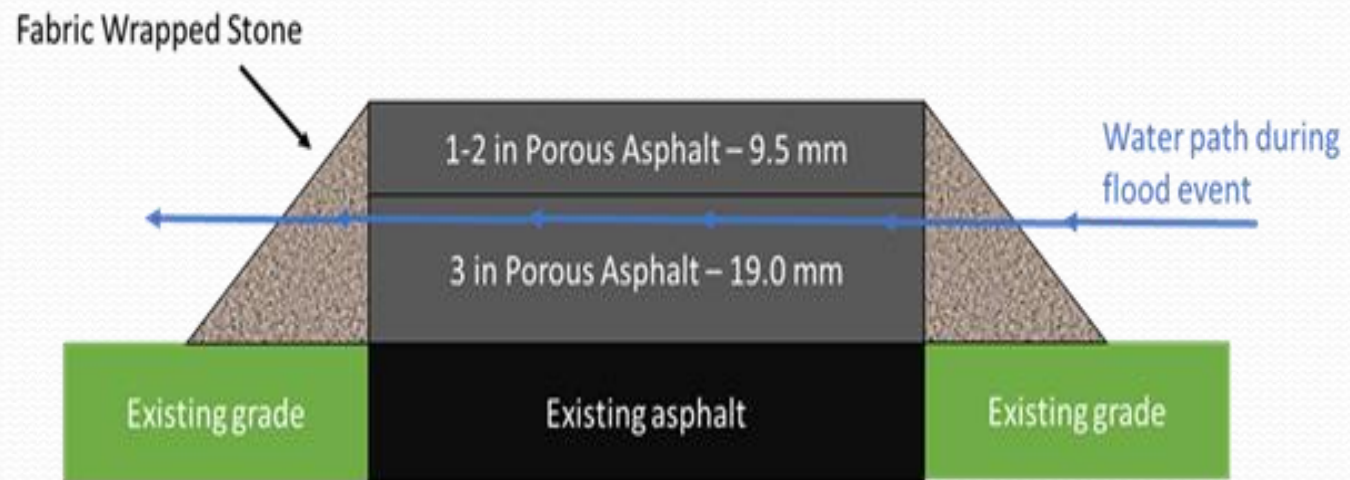 Fabric Wrapped Stone
1-2 in Porous Asphalt – 9.5 mm
Water path during
flood event
3 in Porous Asphalt – 19.0 mm
Existing grade
Existing asphalt
Existing grade